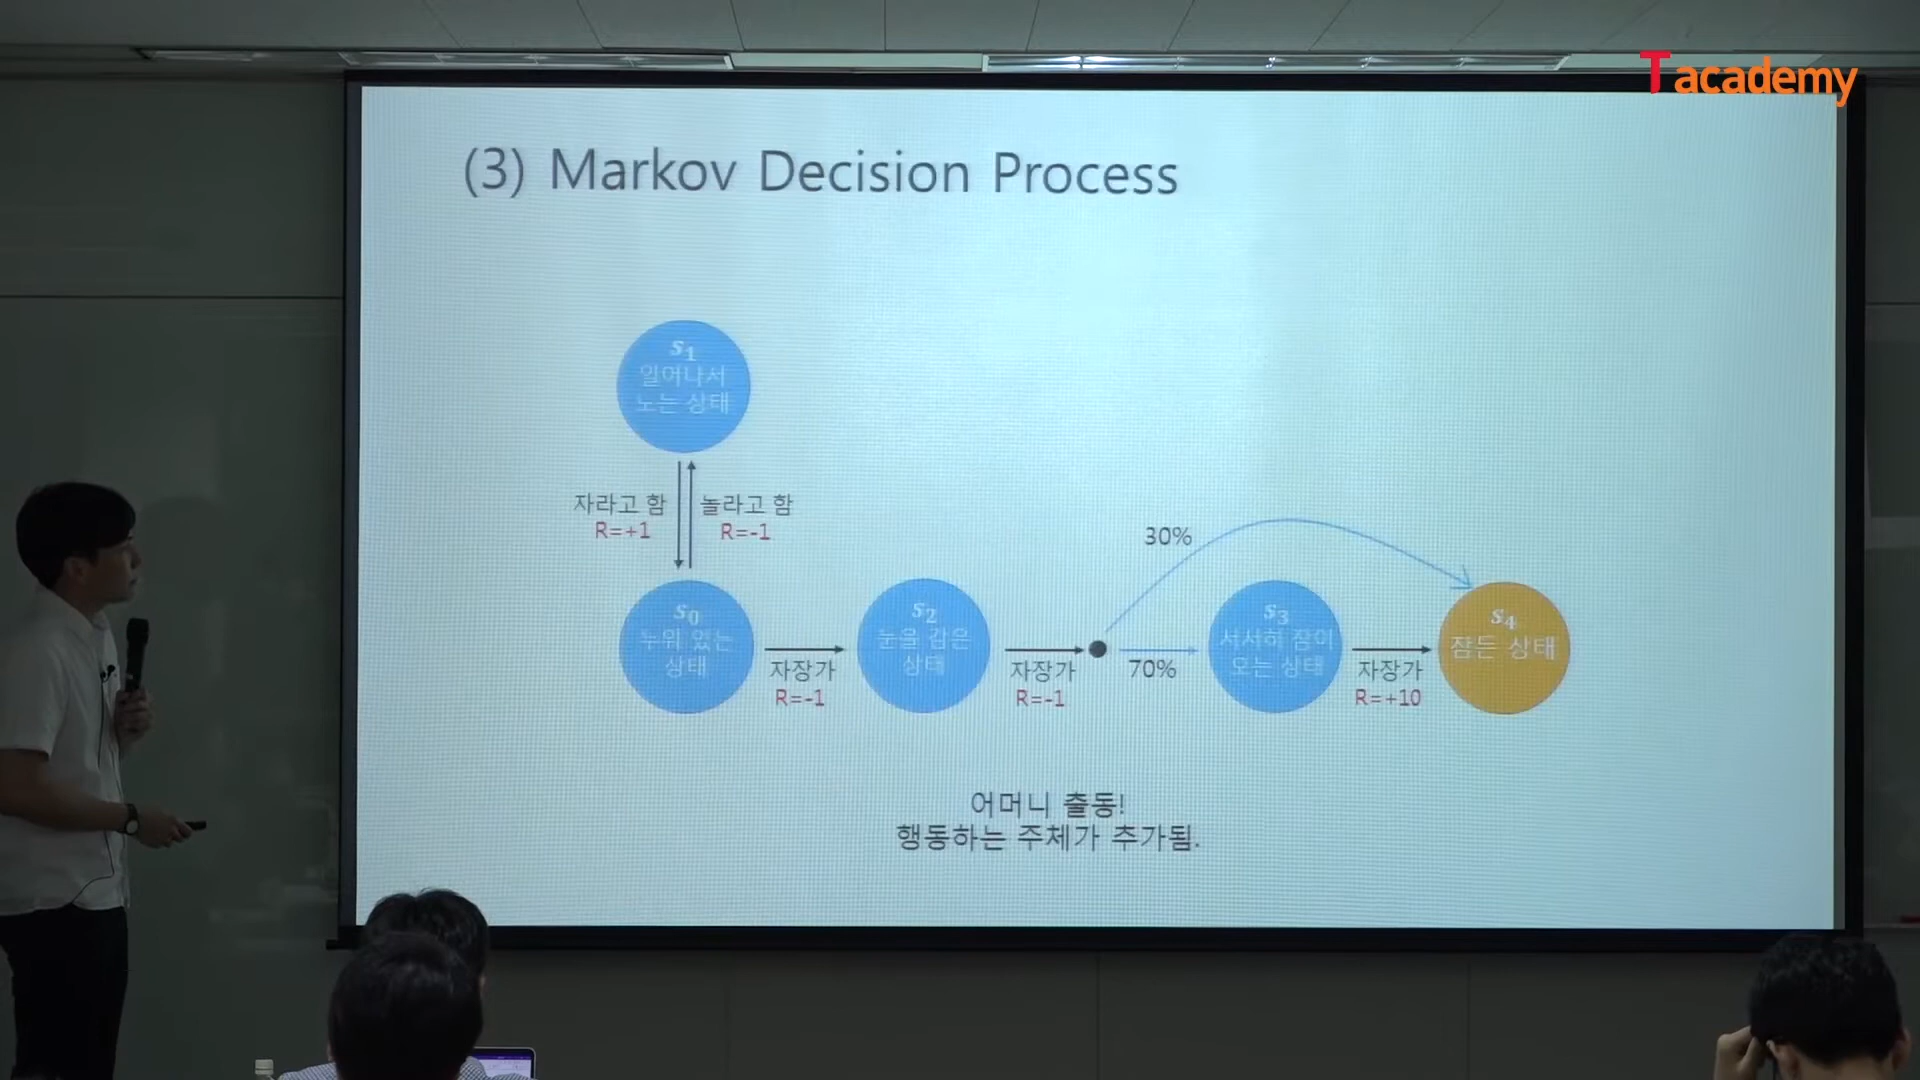 Tacademy
(3) Markov Decision Process
s1
일어나서
노는 상태
자라고 함
R=+1
놀라고 함
R=-1
30%
s0
누워 있는
상태
자장가
R=-1
s2
눈을 감은
상태
자장가
R=-1
70%
s3
서서히 잠이
오는 상태
자장가
R=+10
s4
잠든 상태
어머니 출동!
행동하는 주체가 추가됨.